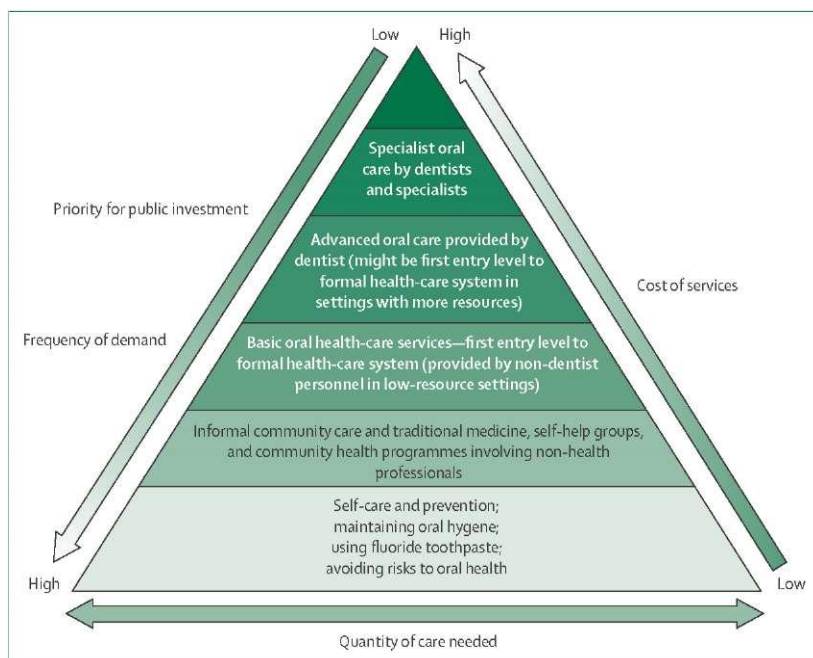 Low
High
Specialist oral
care by dentists
and specialists
Priority for public investment
Advanced oral care provided by
dentist (might be first entry level to
formal health-care system in
settings with more resources)
Cost of services
Frequency of demand
Basic oral health-care services—first entry level to
formal health-care system (provided by non-dentist
personnel in low-resource settings)
Informal community care and traditional medicine, self-help groups,
and community health programmes involving non-health
professionals
Self-care and prevention;
maintaining oral hygene;
using fluoride toothpaste;
avoiding risks to oral health
High
Low
Quantity of care needed